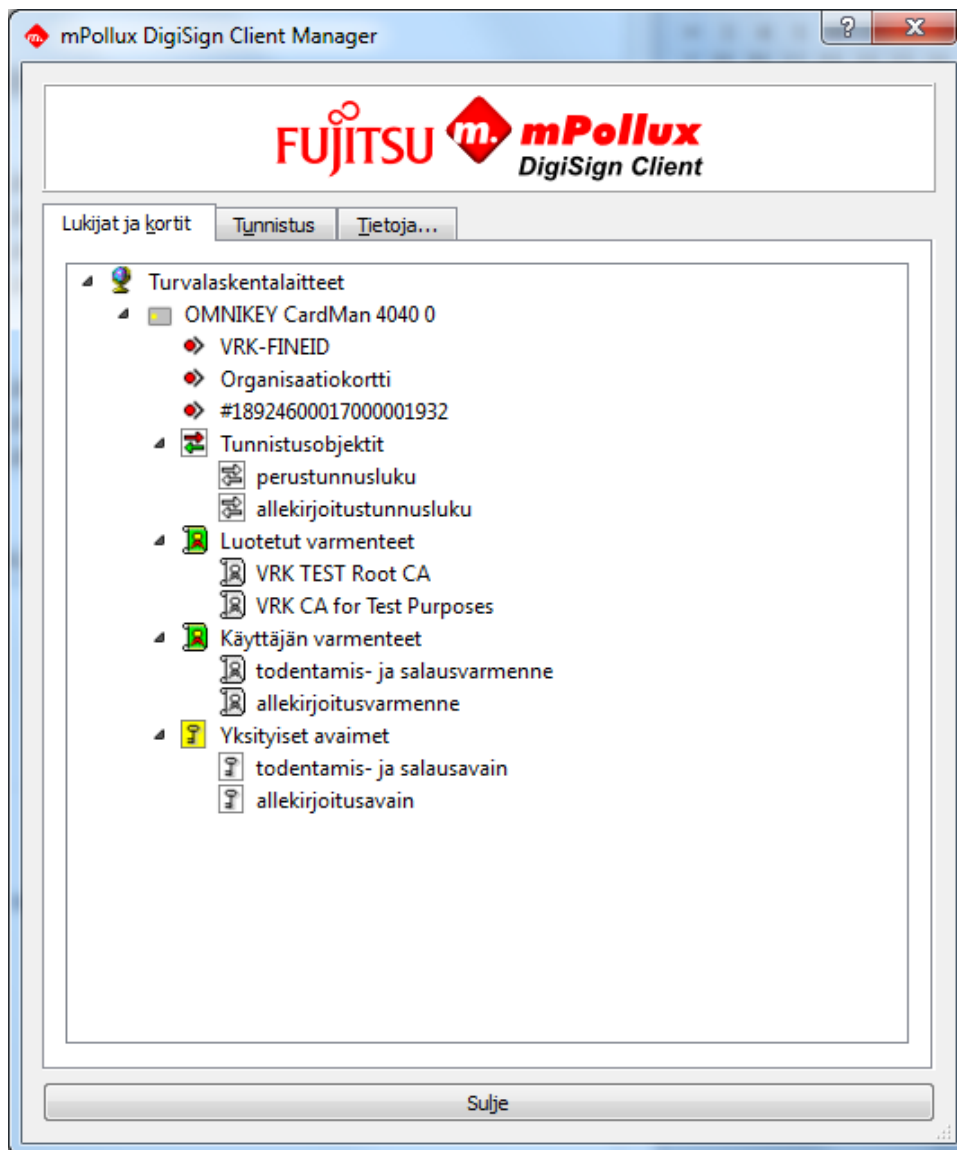 mPollux DigiSign Client Manager
FUJITSU m. mPollux
DigiSign Client
Lukijat ja kortit Tunnistus Tietoja...
Turvalaskentalaitteet
OMNIKEY CardMan 4040 0
VRK-FINEID
Organisaatiokortti
#18924600017000001932
Tunnistusobjektit
perustunnusluku
allekirjoitustunnusluku
Luotetut varmenteet
VRK TEST Root CA
VRK CA for Test Purposes
Käyttäjän varmenteet
todentamis- ja salausvarmenne
allekirjoitusvarmenne
Yksityiset avaimet
todentamis- ja salausavain
allekirjoitusavain
Sulje